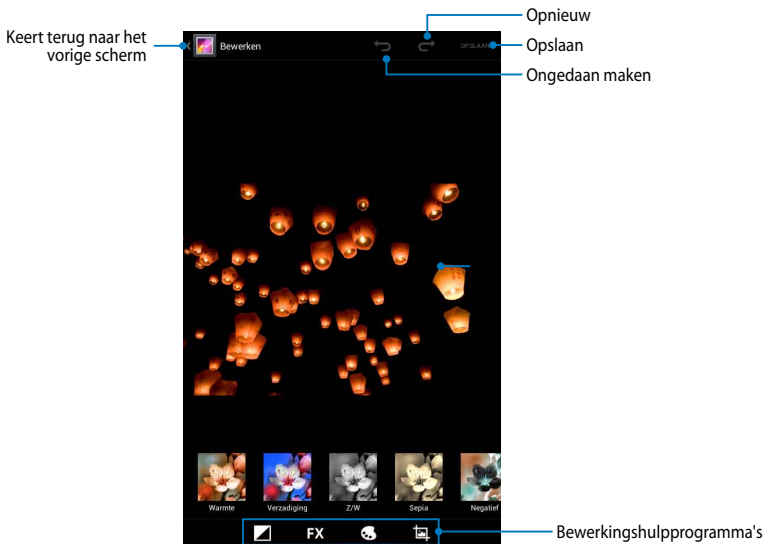 Opnieuw
Keert terug naar het
vorige scherm
Bewerken
OPSLAAN
Opslaan
Ongedaan maken
Warmte
Verzadiging
Z/W
Sepia
Negatief
FX
Bewerkingshulpprogramma's